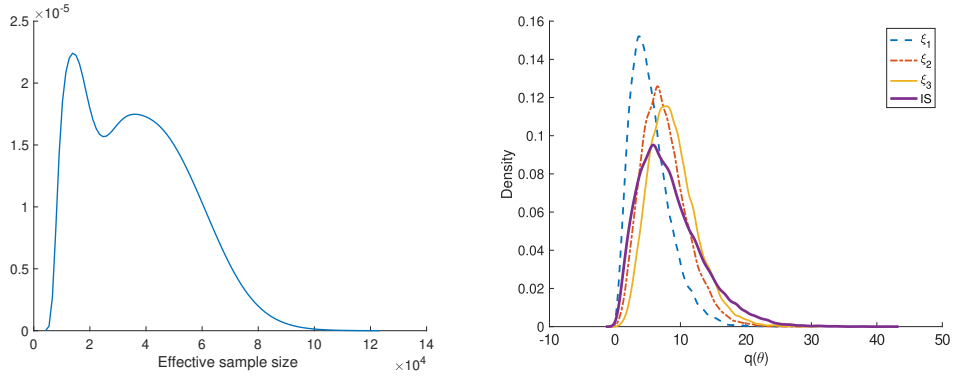 ×10⁻⁵
2.5
2
1.5
1
0.5
0
0 2 4 6 8 10 12 14
Effective sample size
×10⁴
0.16
0.14
0.12
0.1
0.08
0.06
0.04
0.02
0
Density
-10 0 10 20 30 40 50
q(θ)
ξ₁
ξ₂
ξ₃
IS